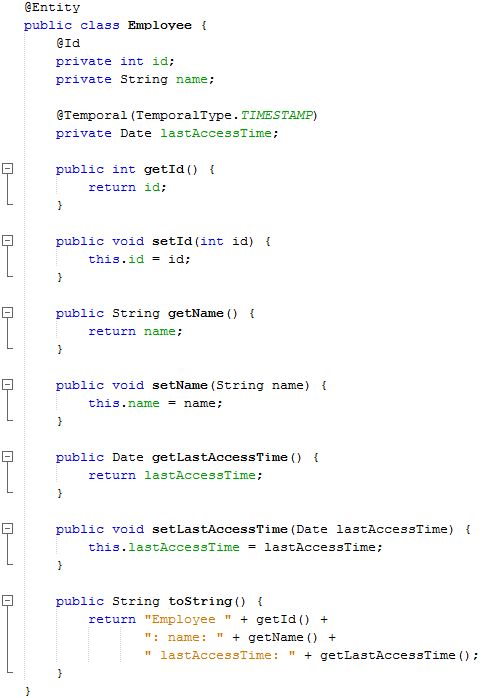 @Entity
public class Employee {
    @Id
    private int id;
    private String name;

    @Temporal(TemporalType.TIMESTAMP)
    private Date lastAccessTime;

    public int getId() {
        return id;
    }

    public void setId(int id) {
        this.id = id;
    }

    public String getName() {
        return name;
    }

    public void setName(String name) {
        this.name = name;
    }

    public Date getLastAccessTime() {
        return lastAccessTime;
    }

    public void setLastAccessTime(Date lastAccessTime) {
        this.lastAccessTime = lastAccessTime;
    }

    public String toString() {
        return "Employee " + getId() +
               ": name: " + getName() +
               " lastAccessTime: " + getLastAccessTime();
    }
}